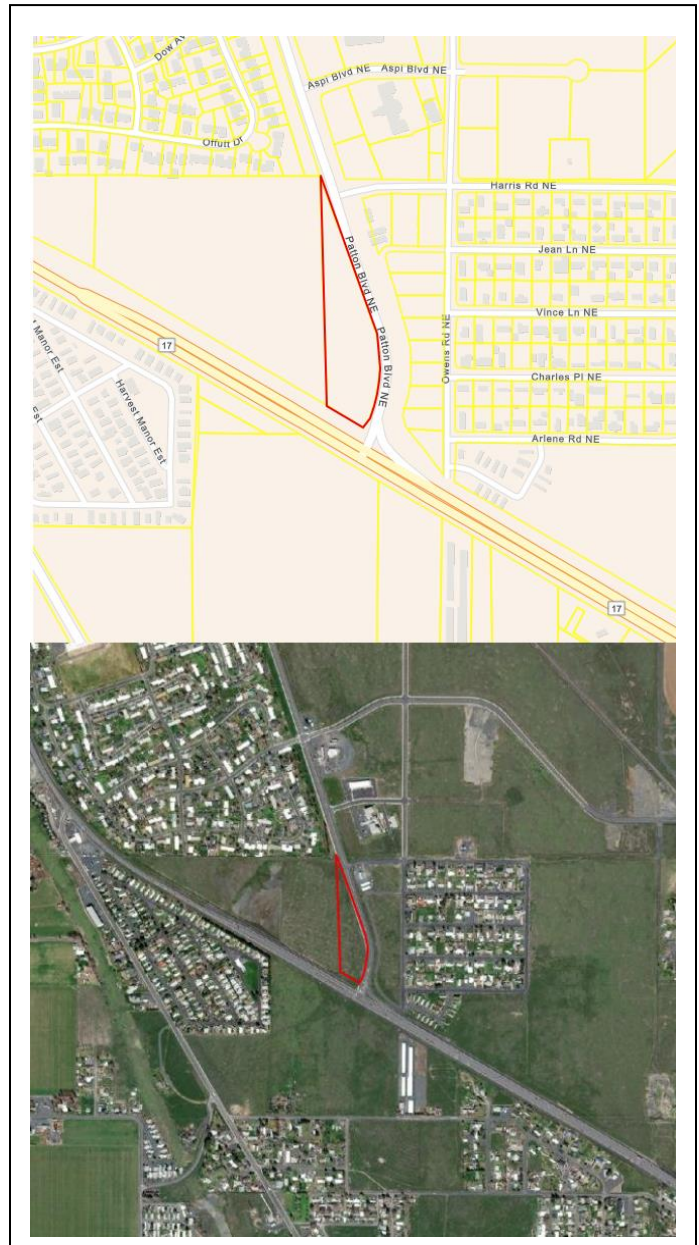 Dow A
Aspi Blvd NE
Aspi Blvd NE
Offutt Dr
Harris Rd NE
Patton Blvd NE
Jean Ln NE
Vince Ln NE
Owens Rd NE
Patton Blvd NE
17
t Manor Est
Harvest Manor Est
Charles Pl NE
Est
Arlene Rd NE
17